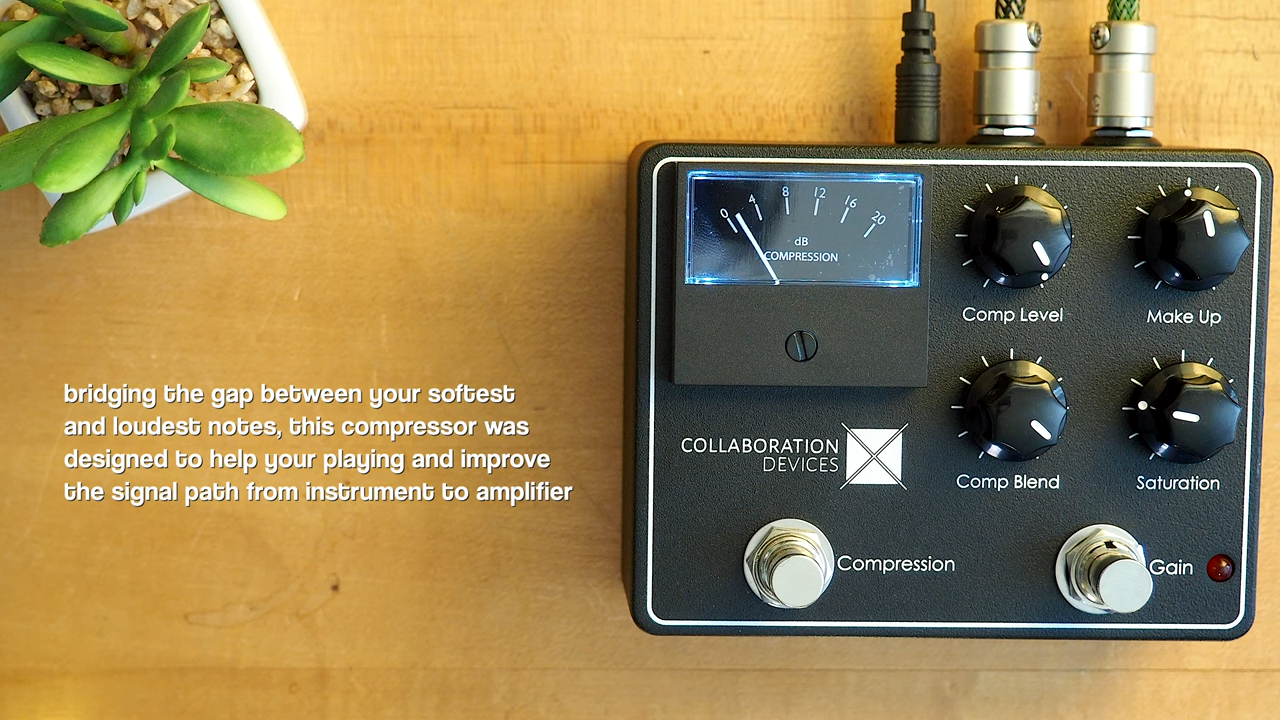 bridging the gap between your softest
and loudest notes, this compressor was
designed to help your playing and improve
the signal path from instrument to amplifier
0 4 8 12 16 20
dB
COMPRESSION
Comp Level
Make Up
COLLABORATION
DEVICES
Comp Blend
Saturation
Compression
Gain